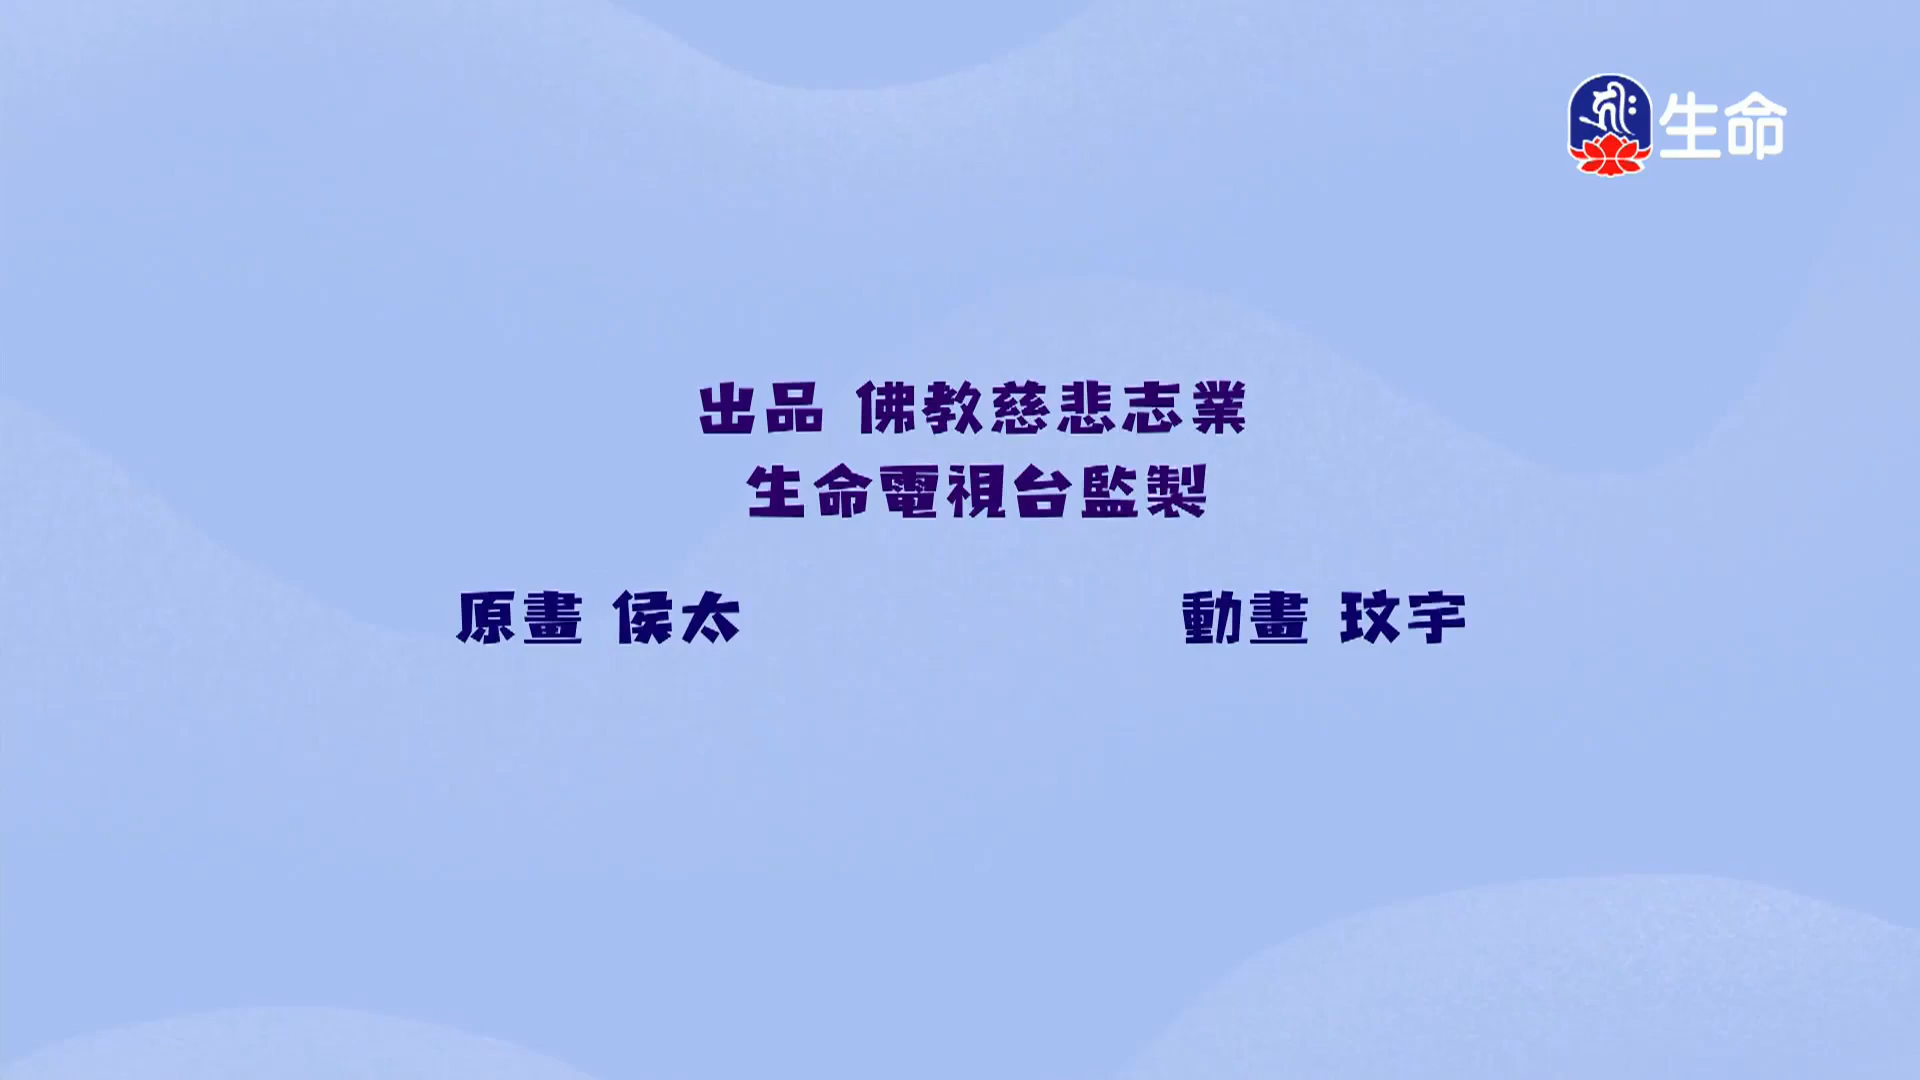 生命
出品 佛教慈悲志業
生命電視台監製
原畫 侯太
動畫 玟宇